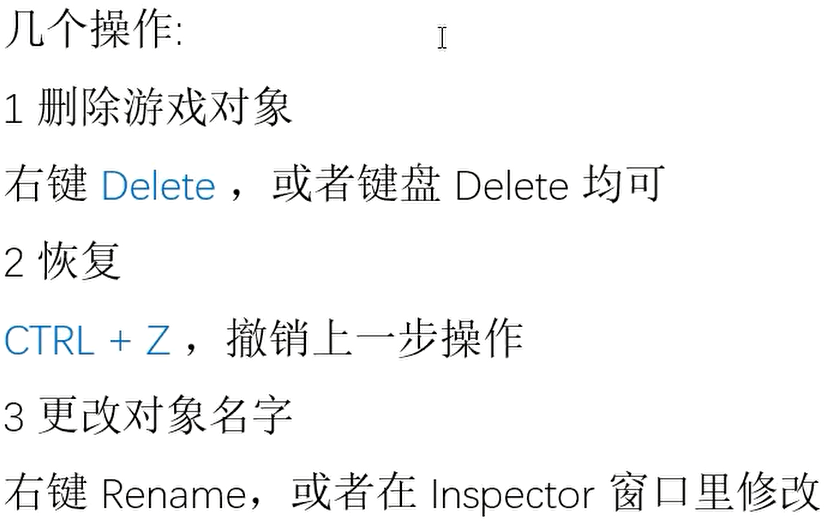 几个操作:
1 删除游戏对象
右键 Delete ，或者键盘 Delete 均可
2 恢复
CTRL + Z ，撤销上一步操作
3 更改对象名字
右键 Rename，或者在 Inspector 窗口里修改